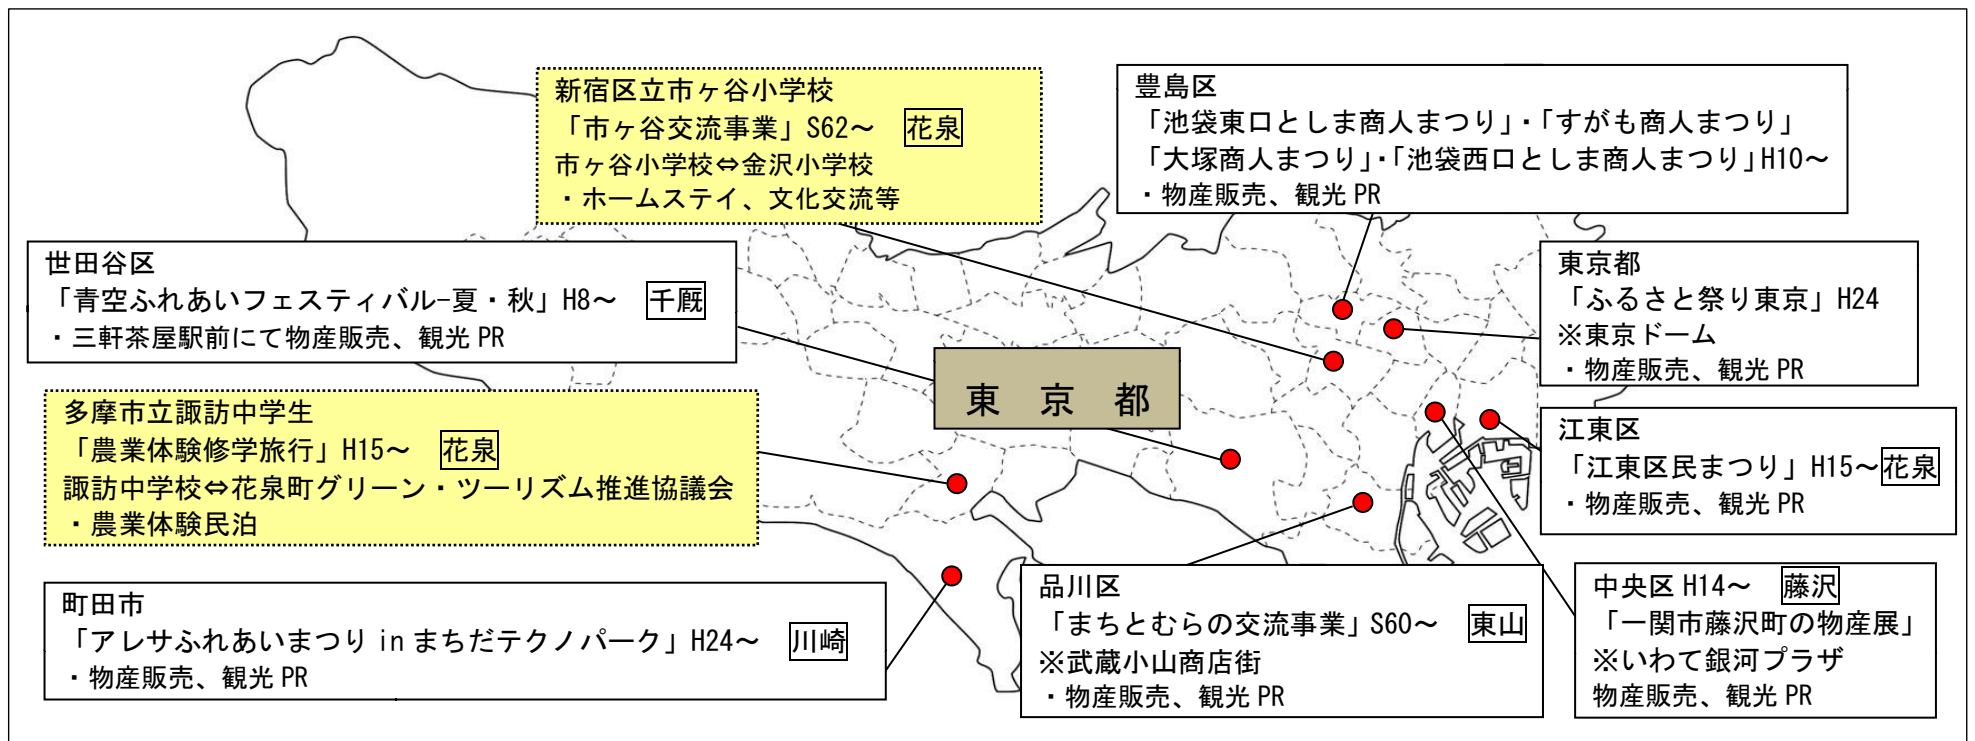 新宿区立市ヶ谷小学校
「市ヶ谷交流事業」S62～ 花泉
市ヶ谷小学校⇔金沢小学校
・ホームステイ、文化交流等
豊島区
「池袋東口としま商人まつり」・「すがも商人まつり」
「大塚商人まつり」・「池袋西口としま商人まつり」H10～
・物産販売、観光 PR
世田谷区
「青空ふれあいフェスティバル-夏・秋」H8～ 千厩
・三軒茶屋駅前にて物産販売、観光 PR
東京都
「ふるさと祭り東京」H24
※東京ドーム
・物産販売、観光 PR
東 京 都
多摩市立諏訪中学生
「農業体験修学旅行」H15～ 花泉
諏訪中学校⇔花泉町グリーン・ツーリズム推進協議会
・農業体験民泊
江東区
「江東区民まつり」H15～花泉
・物産販売、観光 PR
町田市
「アレサふれあいまつり in まちだテクノパーク」H24～ 川崎
・物産販売、観光 PR
品川区
「まちとむらの交流事業」S60～ 東山
※武蔵小山商店街
・物産販売、観光 PR
中央区 H14～ 藤沢
「一関市藤沢町の物産展」
※いわて銀河プラザ
物産販売、観光 PR